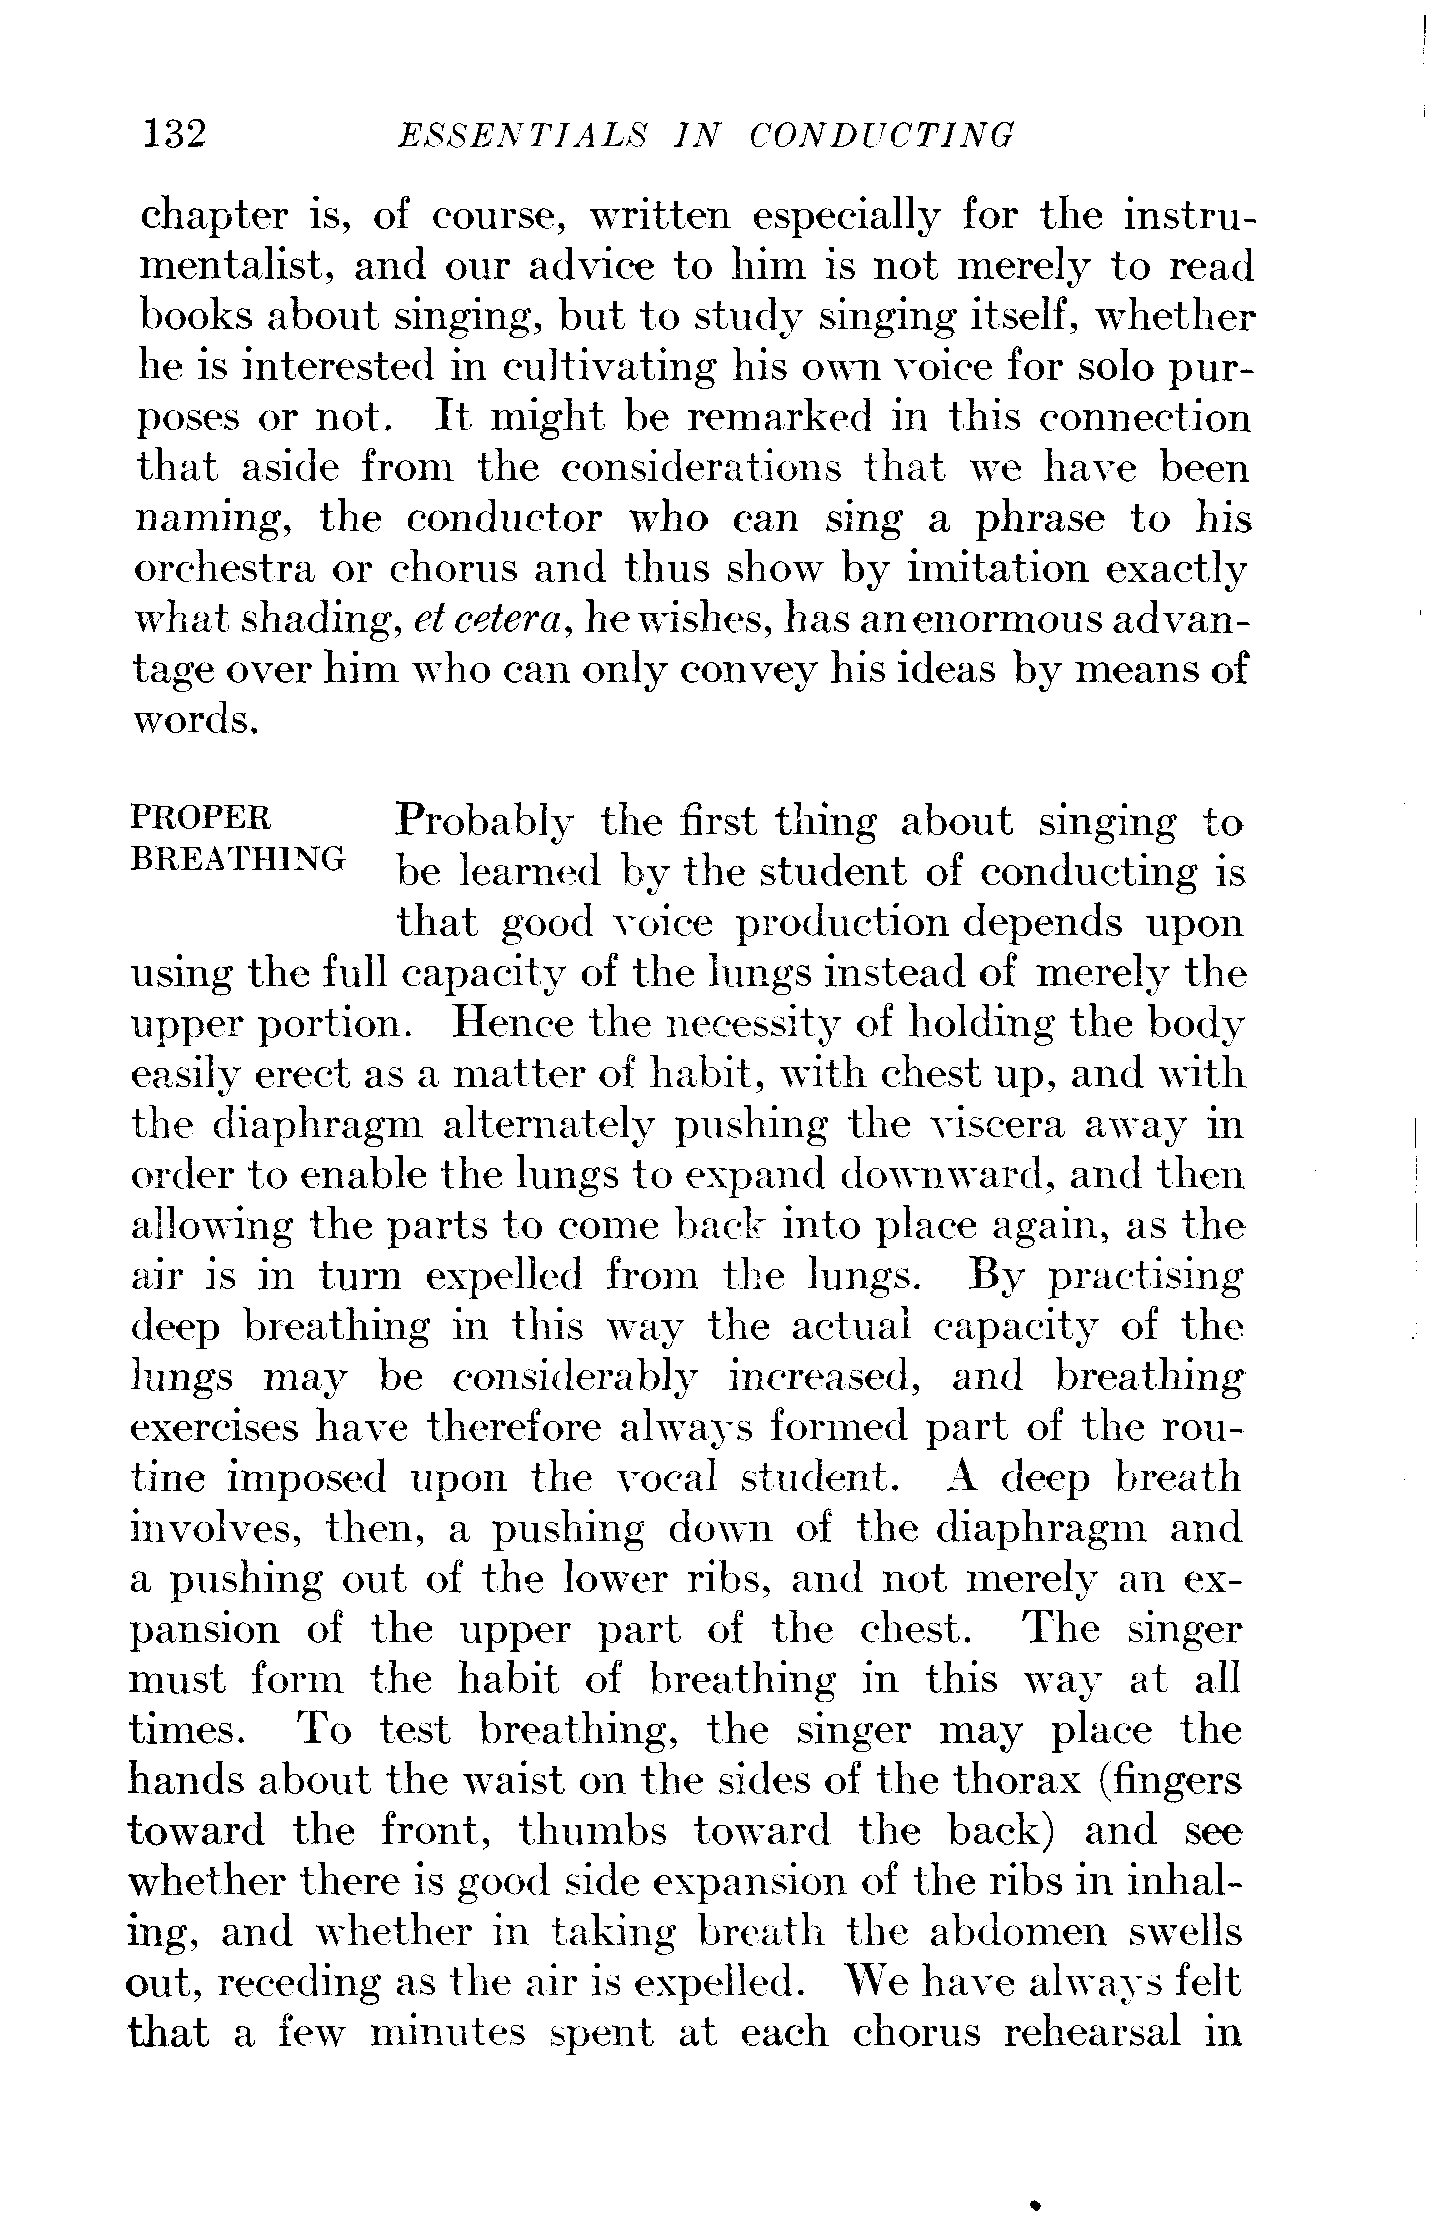 132 ESSENTIALS IN CONDUCTING
chapter is, of course, written especially for the instru-
mentalist, and our advice to him is not merely to read
books about singing, but to study singing itself, whether
he is interested in cultivating his own voice for solo pur-
poses or not. It might be remarked in this connection
that aside from the considerations that we have been
naming, the conductor who can sing a phrase to his
orchestra or chorus and thus show by imitation exactly
what shading, et cetera, he wishes, has an enormous advan-
tage over him who can only convey his ideas by means of
words.
PROPER
BREATHING
Probably the first thing about singing to
be learned by the student of conducting is
that good voice production depends upon
using the full capacity of the lungs instead of merely the
upper portion. Hence the necessity of holding the body
easily erect as a matter of habit, with chest up, and with
the diaphragm alternately pushing the viscera away in
order to enable the lungs to expand downward, and then
allowing the parts to come back into place again, as the
air is in turn expelled from the lungs. By practising
deep breathing in this way the actual capacity of the
lungs may be considerably increased, and breathing
exercises have therefore always formed part of the rou-
tine imposed upon the vocal student. A deep breath
involves, then, a pushing down of the diaphragm and
a pushing out of the lower ribs, and not merely an ex-
pansion of the upper part of the chest. The singer
must form the habit of breathing in this way at all
times. To test breathing, the singer may place the
hands about the waist on the sides of the thorax (fingers
toward the front, thumbs toward the back) and see
whether there is good side expansion of the ribs in inhal-
ing, and whether in taking breath the abdomen swells
out, receding as the air is expelled. We have always felt
that a few minutes spent at each chorus rehearsal in